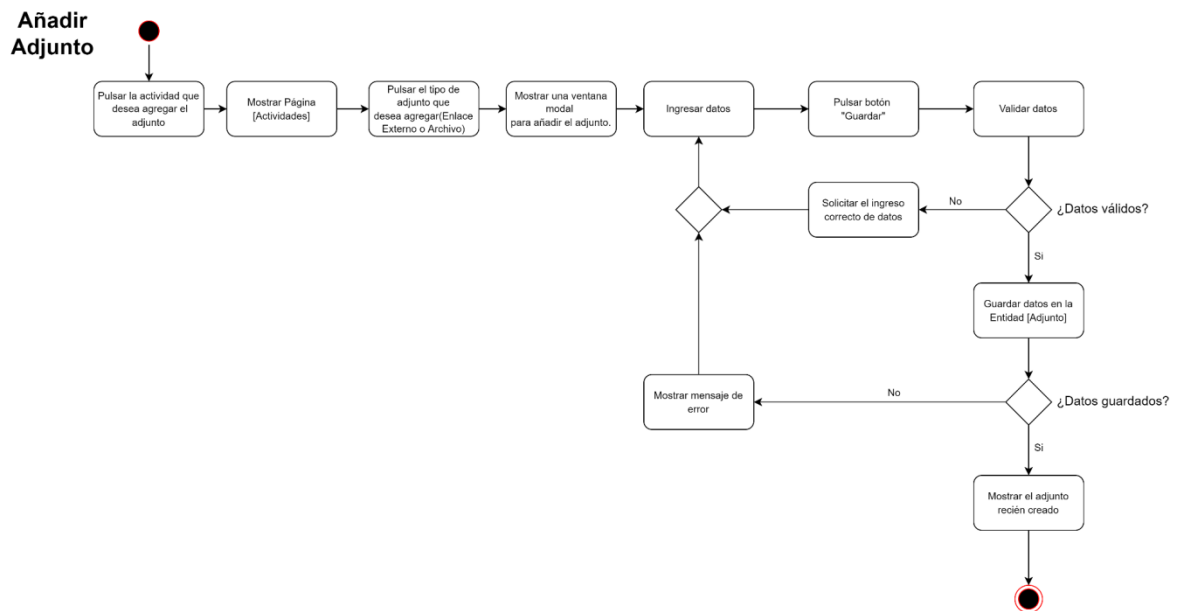 Añadir
Adjunto
Pulsar la actividad que
desea agregar el
adjunto
Mostrar Página
[Actividades]
Pulsar el tipo de
adjunto que
desea agregar(Enlace
Externo o Archivo)
Mostrar una ventana
modal
para añadir el adjunto.
Ingresar datos
Pulsar botón
"Guardar"
Validar datos
Solicitar el ingreso
correcto de datos
No
¿Datos válidos?
Si
Guardar datos en la
Entidad [Adjunto]
Mostrar mensaje de
error
No
¿Datos guardados?
Si
Mostrar el adjunto
recién creado